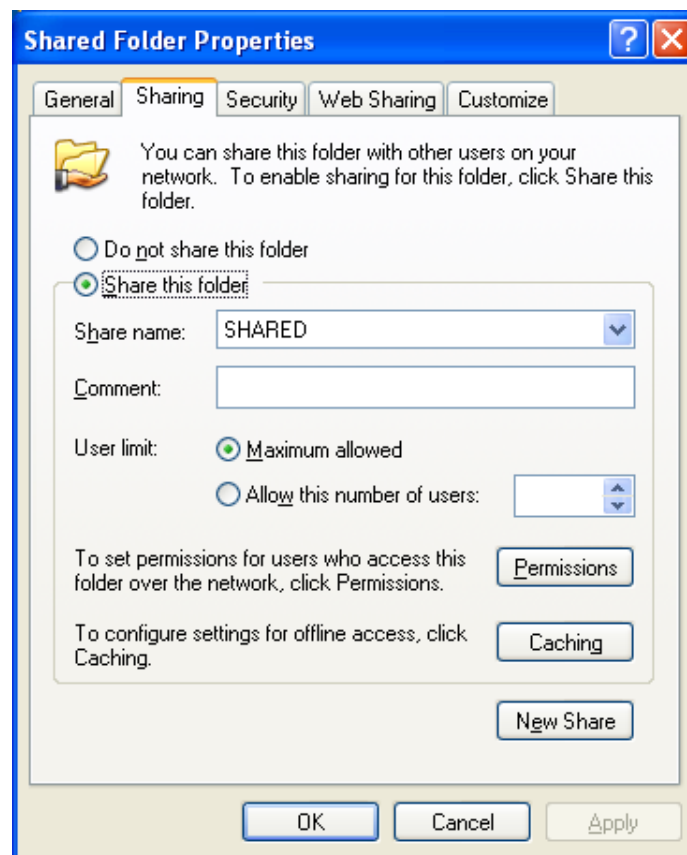 Shared Folder Properties
General Sharing Security Web Sharing Customize
You can share this folder with other users on your
network. To enable sharing for this folder, click Share this
folder.
Do not share this folder
Share this folder
Share name: SHARED
Comment:
User limit: Maximum allowed
Allow this number of users:
To set permissions for users who access this
folder over the network, click Permissions.
Permissions
To configure settings for offline access, click
Caching.
Caching
New Share
OK Cancel Apply